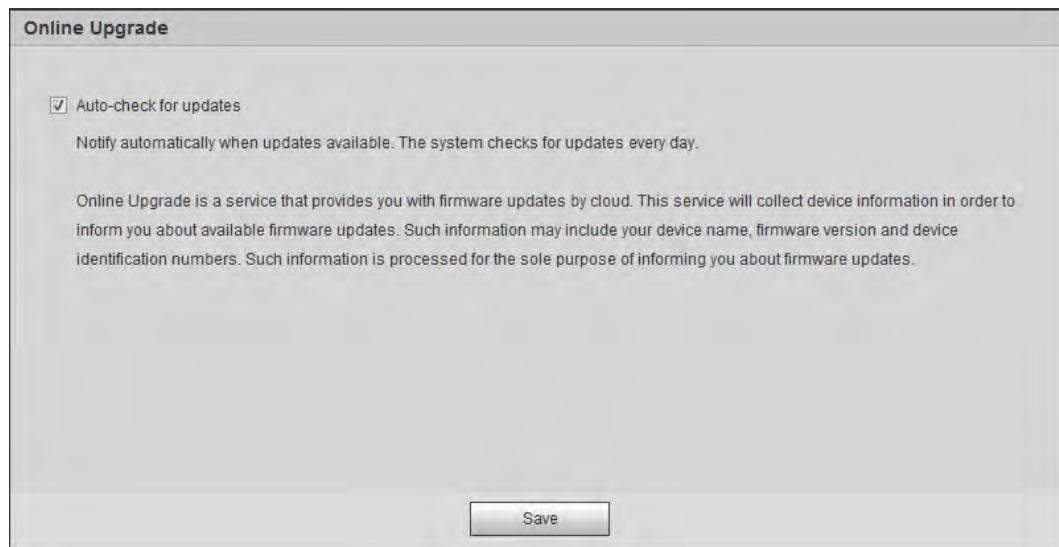 Online Upgrade
Auto-check for updates
Notify automatically when updates available. The system checks for updates every day.
Online Upgrade is a service that provides you with firmware updates by cloud. This service will collect device information in order to
inform you about available firmware updates. Such information may include your device name, firmware version and device
identification numbers. Such information is processed for the sole purpose of informing you about firmware updates.
Save